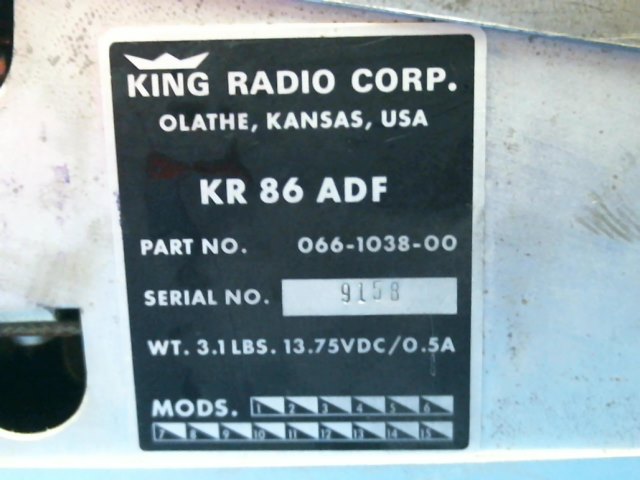 KING RADIO CORP.
OLATHE, KANSAS, USA
KR 86 ADF
PART NO. 066-1038-00
SERIAL NO. 9158
WT. 3.1 LBS. 13.75VDC/0.5A
MODS. 1 2 3 4 5 6
7 8 9 10 11 12 13 14 15